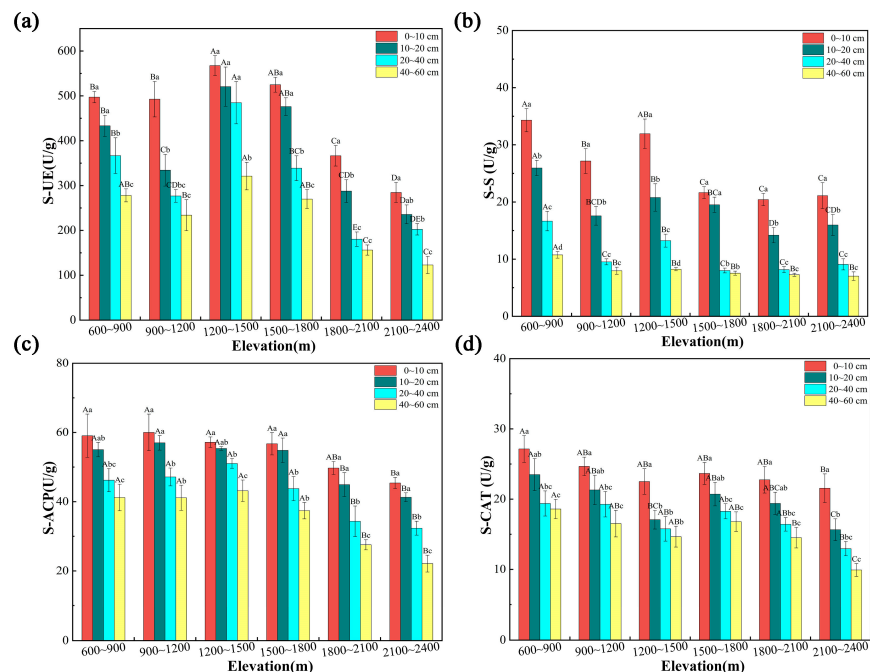 (a)
0~10 cm
10~20 cm
20~40 cm
40~60 cm
S-UE(U/g)
600
500
400
300
200
100
0
Ba Ba Bb ABc
Ba Cb CDbc Bc
Aa Aa Aa Ab
ABa ABa BCb Bc
Ca CDb Ec Cc
Da Dab DEb Cc
600~900 900~1200 1200~1500 1500~1800 1800~2100 2100~2400
Elevation(m)
(b)
0~10 cm
10~20 cm
20~40 cm
40~60 cm
S-S (U/g)
50
40
30
20
10
0
Aa Ab Ac Ad
Ba BCDb Cc Bc
ABa Bb Bc Bd
Ca BCa Cb Bb
Ca Db Cc Bc
Ca CDb Cc Bc
600~900 900~1200 1200~1500 1500~1800 1800~2100 2100~2400
Elevation(m)
(c)
0~10 cm
10~20 cm
20~40 cm
40~60 cm
S-ACP(U/g)
80
60
40
20
0
Aa Aab Abc Ac
Aa Aa Ab Ac
Aa Aab Ab Ac
Aa Aa Ab Ab
ABa Aa Bb Bc
Ba Aa Bb Bc
600~900 900~1200 1200~1500 1500~1800 1800~2100 2100~2400
Elevation(m)
(d)
0~10 cm
10~20 cm
20~40 cm
40~60 cm
S-CAT (U/g)
40
30
20
10
0
Aa Aab Ab Ac
ABa ABab Ab ABc
ABa BCb ABb ABb
ABa ABab Abc ABc
ABa ABCab ABbc Bc
Ba Cb Bbc Cc
600~900 900~1200 1200~1500 1500~1800 1800~2100 2100~2400
Elevation(m)